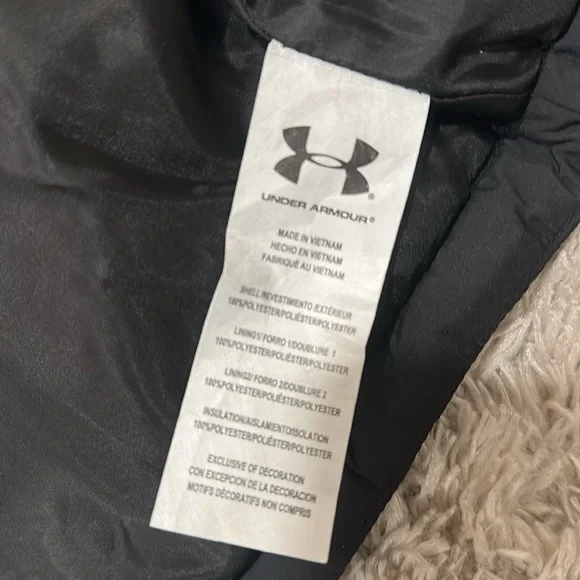 UNDER ARMOUR®
MADE IN VIETNAM
HECHO EN VIETNAM
FABRIQUÉ AU VIETNAM
SHELL/REVESTIMIENTO /EXTÉRIEUR
100%POLYESTER/POLIÉSTER/POLYESTER
LINING1/ FORRO 1/DOUBLURE 1
100%POLYESTER/POLIÉSTER/POLYESTER
LINING2/ FORRO 2/DOUBLURE 2
100%POLYESTER/POLIÉSTER/POLYESTER
INSULATION/AISLAMIENTO/ISOLATION
100%POLYESTER/POLIÉSTER/POLYESTER
EXCLUSIVE OF DECORATION
CON EXCEPCION DE LA DECORACION
MOTIFS DÉCORATIFS NON COMPRIS